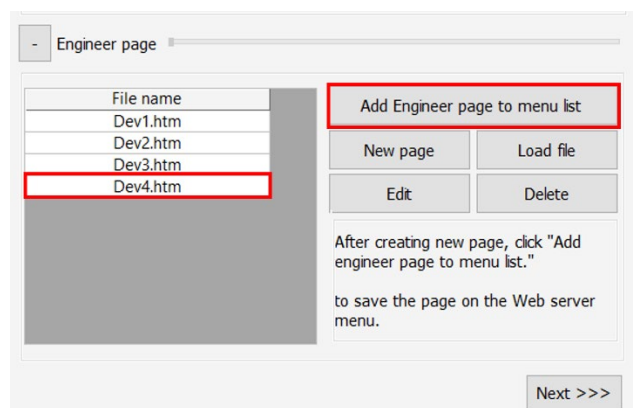 - Engineer page
File name
Dev1.htm
Dev2.htm
Dev3.htm
Dev4.htm
Add Engineer page to menu list
New page
Load file
Edit
Delete
After creating new page, click "Add
engineer page to menu list."
to save the page on the Web server
menu.
Next >>>